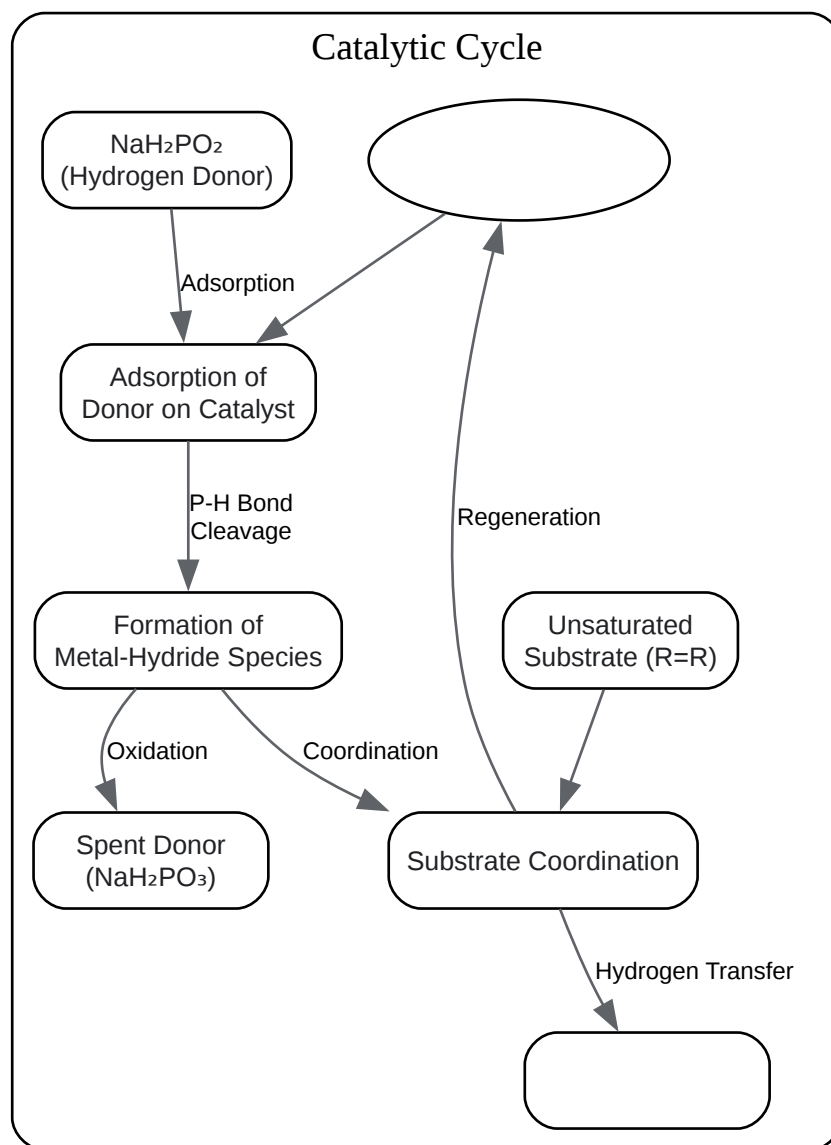 Catalytic Cycle
NaH₂PO₂
(Hydrogen Donor)
Adsorption
Adsorption of
Donor on Catalyst
P-H Bond
Cleavage
Regeneration
Formation of
Metal-Hydride Species
Unsaturated
Substrate (R=R)
Oxidation
Coordination
Spent Donor
(NaH₂PO₃)
Substrate Coordination
Hydrogen Transfer